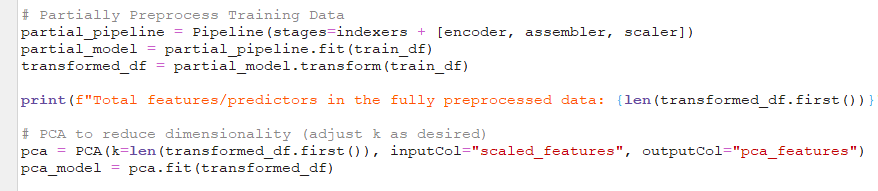 # Partially Preprocess Training Data
partial_pipeline = Pipeline(stages=indexers + [encoder, assembler, scaler])
partial_model = partial_pipeline.fit(train_df)
transformed_df = partial_model.transform(train_df)
print(f"Total features/predictors in the fully preprocessed data: {len(transformed_df.first())}
# PCA to reduce dimensionality (adjust k as desired)
pca = PCA(k=len(transformed_df.first()), inputCol="scaled_features", outputCol="pca_features")
pca_model = pca.fit(transformed_df)